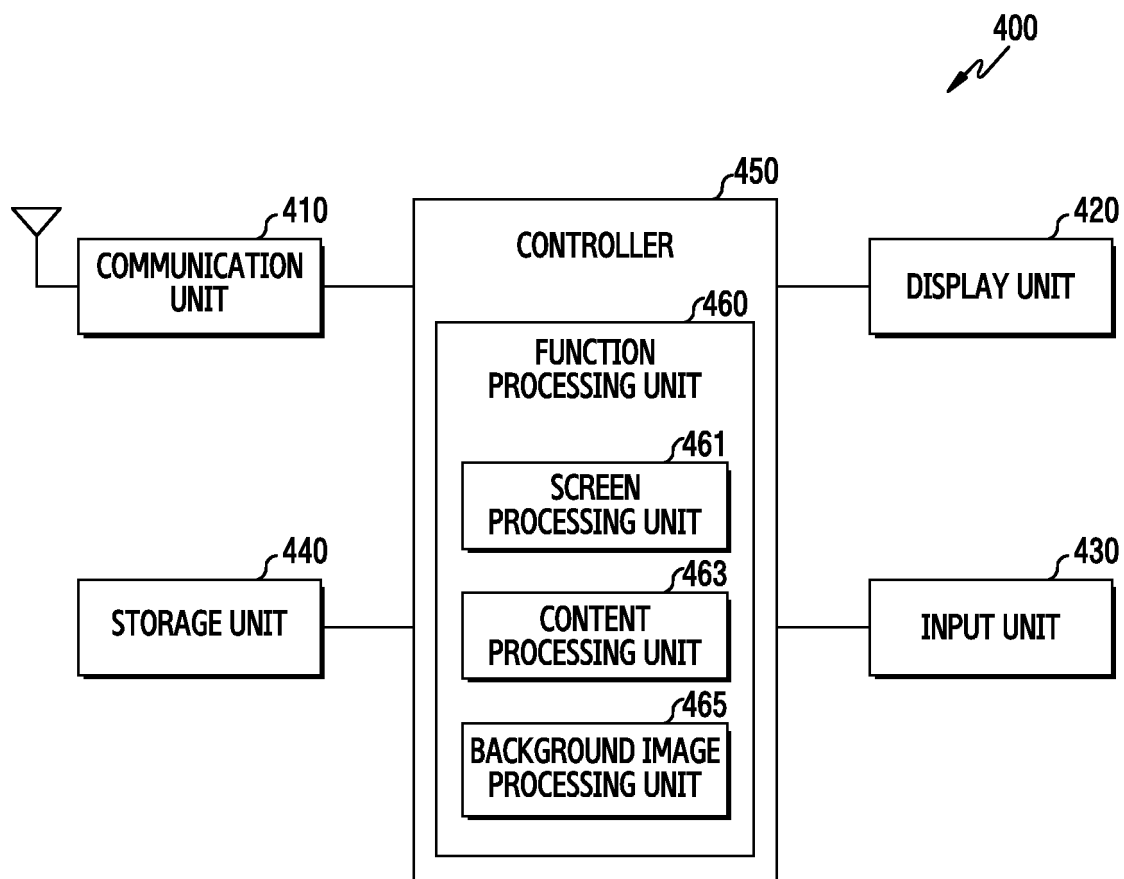 400
450
410
420
COMMUNICATION
UNIT
CONTROLLER
DISPLAY UNIT
460
FUNCTION
PROCESSING UNIT
461
SCREEN
PROCESSING UNIT
440
463
430
STORAGE UNIT
CONTENT
PROCESSING UNIT
INPUT UNIT
465
BACKGROUND IMAGE
PROCESSING UNIT